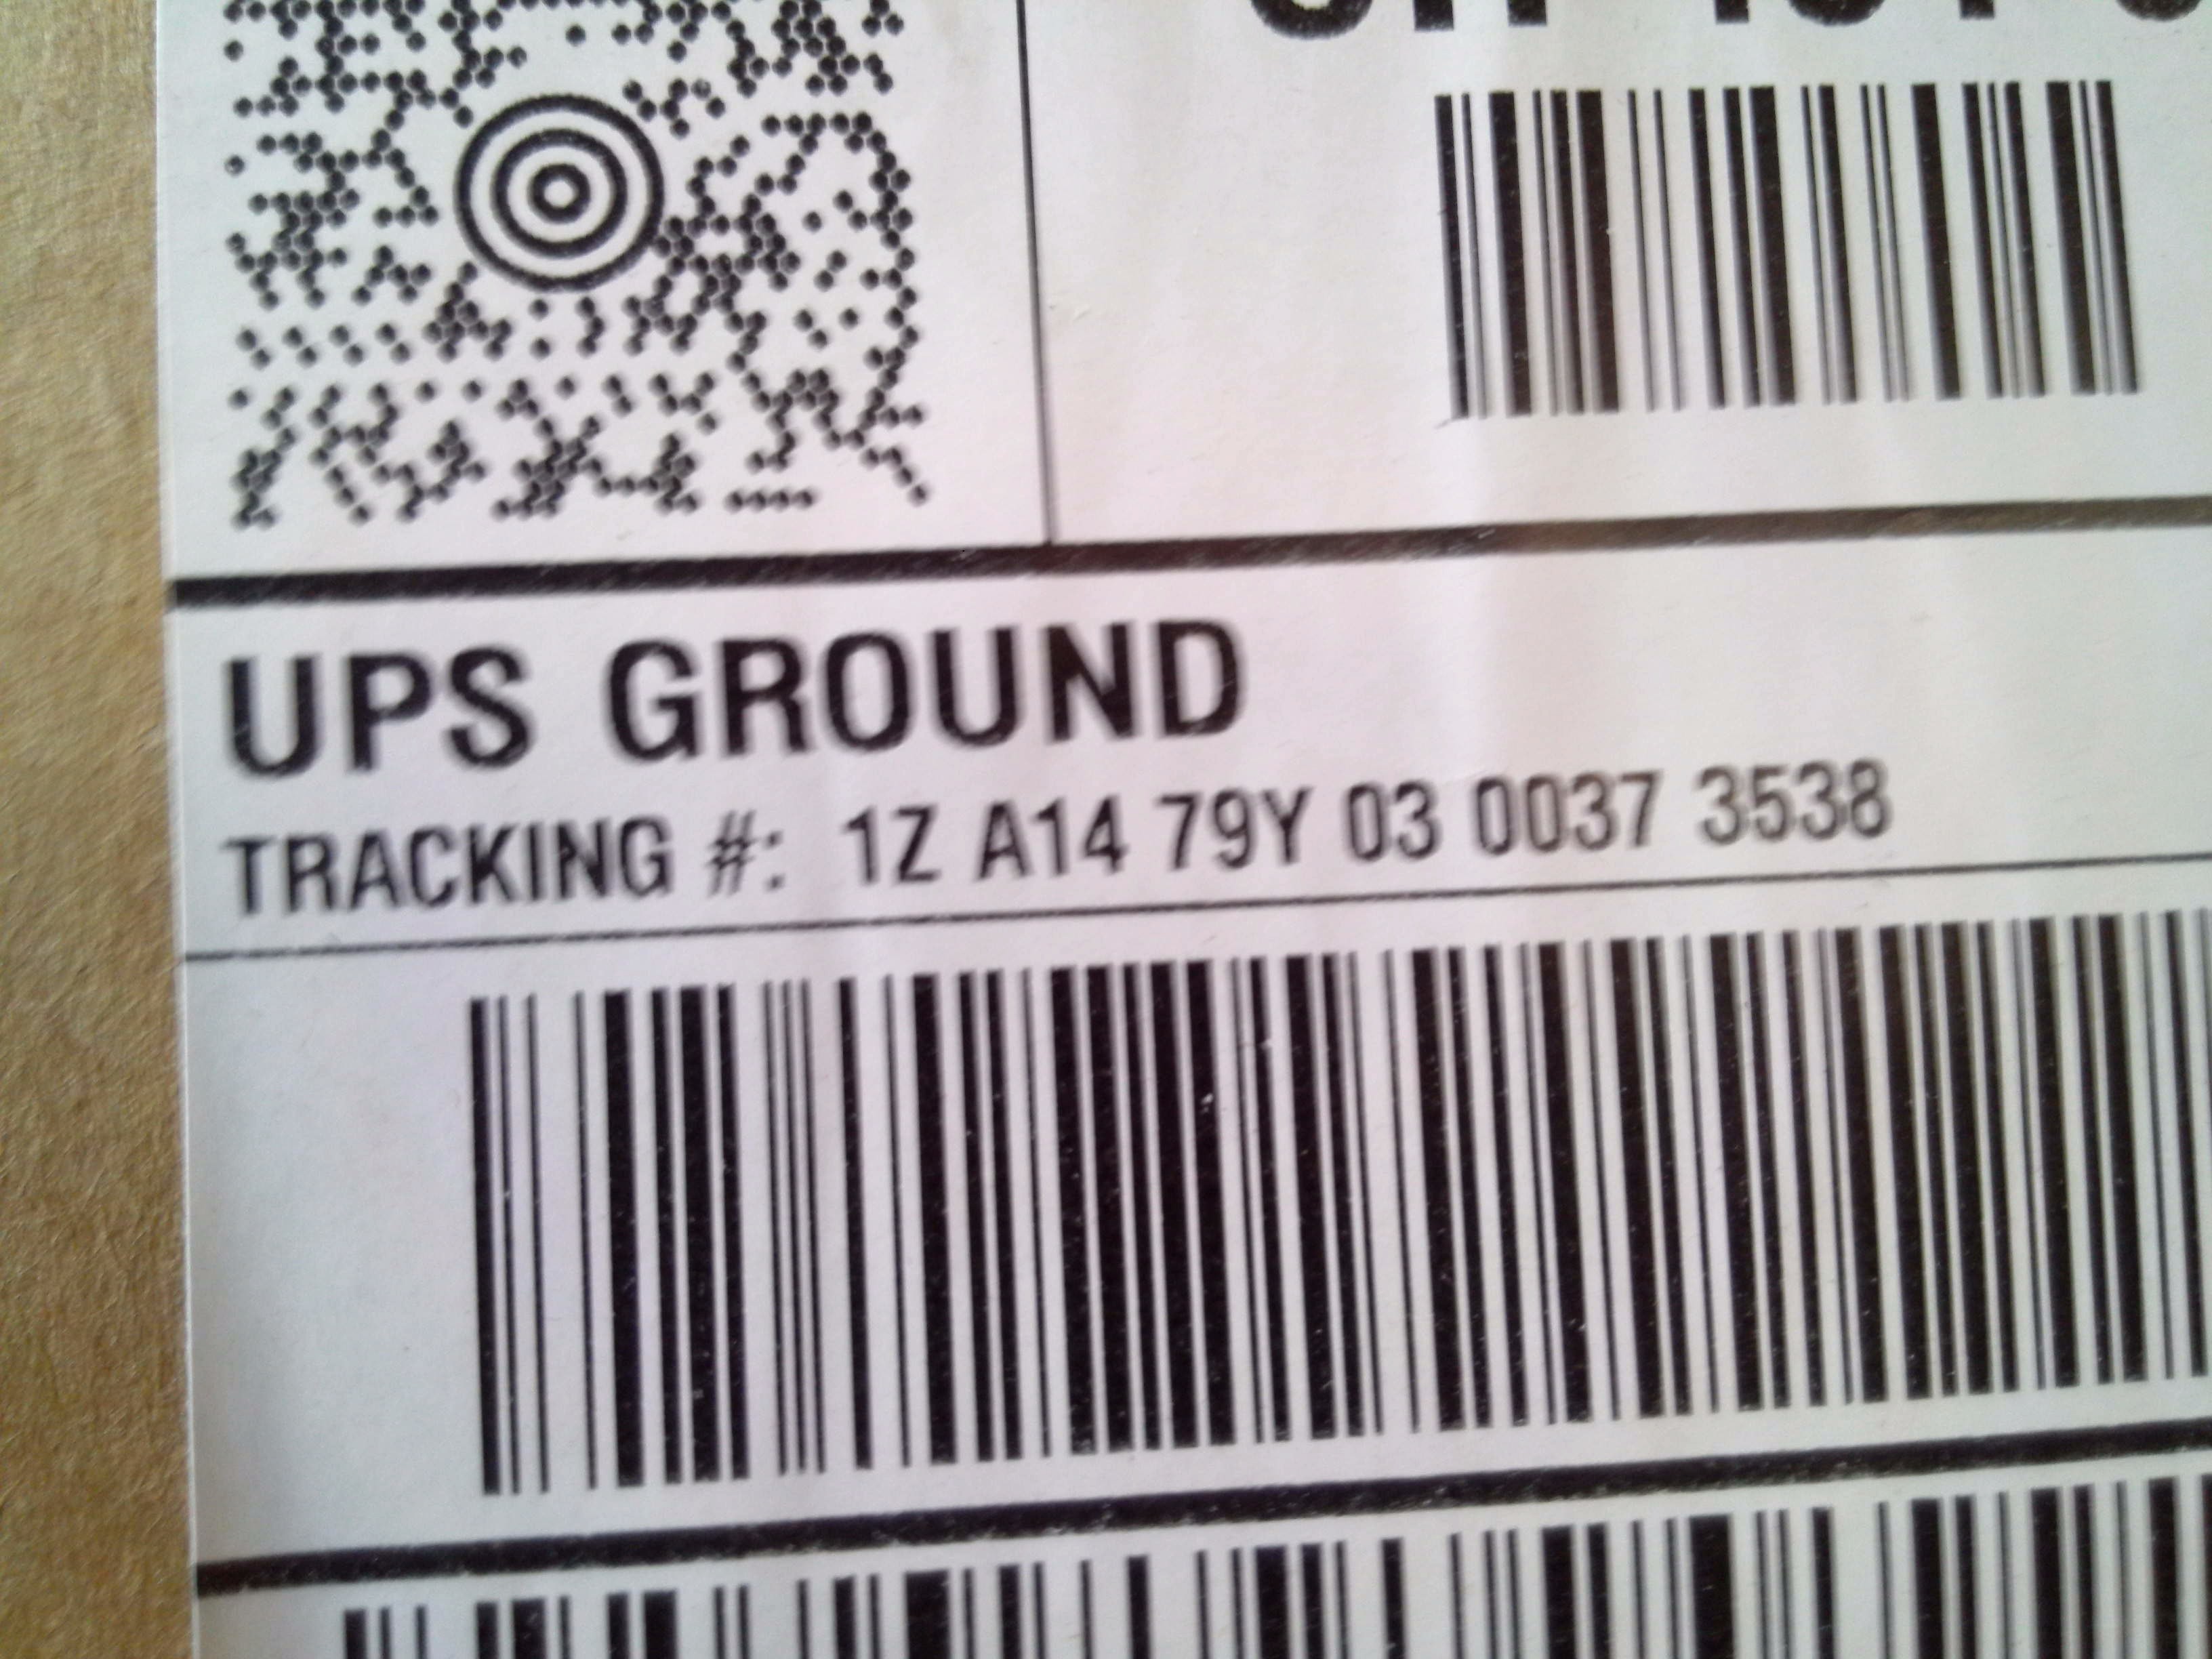 UPS GROUND
TRACKING #: 1Z A14 79Y 03 0037 3538